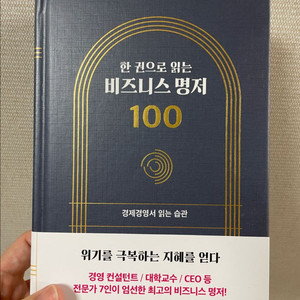 한 권으로 읽는
비즈니스 명저
100
경제경영서 읽는 습관
위기를 극복하는 지혜를 얻다
경영 컨설턴트 / 대학교수 / CEO 등
전문가 7인이 엄선한 최고의 비즈니스 명저!